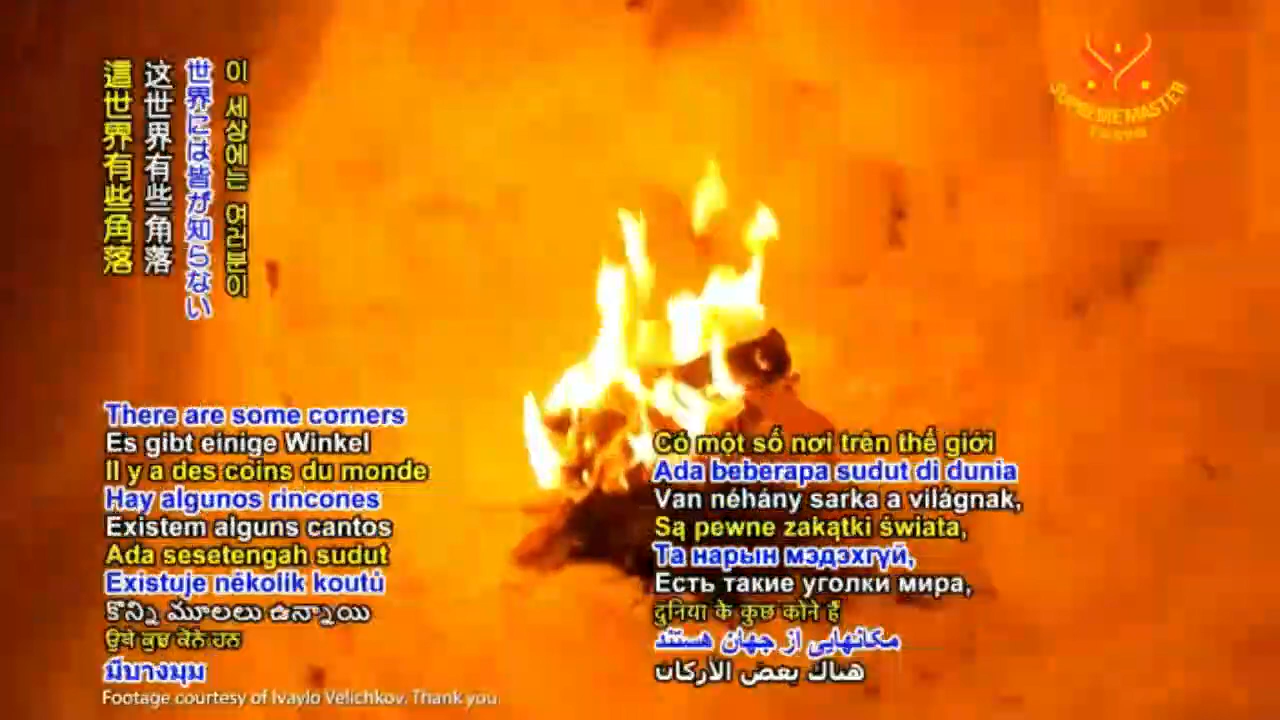 這世界有些角落
这世界有些角落
世界には皆が知らない
이 세상에는 여러분이
SUPREME MASTER
There are some corners
Es gibt einige Winkel
Il y a des coins du monde
Hay algunos rincones
Existem alguns cantos
Ada sesetengah sudut
Existuje několik koutů
కొన్ని మూలలు ఉన్నాయి
ਉਥੇ ਕੁਝ ਕੋਨੇ ਹਨ
มีบางมุม
Có một số nơi trên thế giới
Ada beberapa sudut di dunia
Van néhány sarka a világnak,
Są pewne zakątki świata,
Та нарын мэдэхгүй,
Есть такие уголки мира,
दुनिया के कुछ कोने हैं
مکانهایی از جهان هستند
هناك بعض الأركان
Footage courtesy of Ivaylo Velichkov. Thank you.